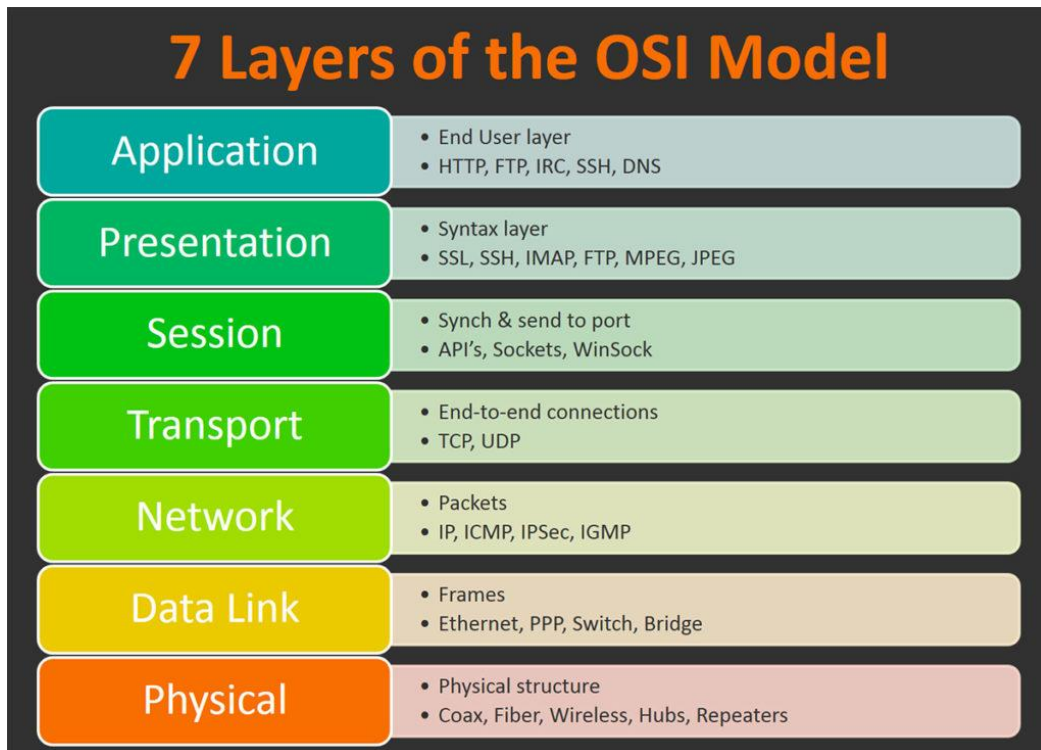 7 Layers of the OSI Model
Application
• End User layer
• HTTP, FTP, IRC, SSH, DNS
Presentation
• Syntax layer
• SSL, SSH, IMAP, FTP, MPEG, JPEG
Session
• Synch & send to port
• API’s, Sockets, WinSock
Transport
• End-to-end connections
• TCP, UDP
Network
• Packets
• IP, ICMP, IPSec, IGMP
Data Link
• Frames
• Ethernet, PPP, Switch, Bridge
Physical
• Physical structure
• Coax, Fiber, Wireless, Hubs, Repeaters